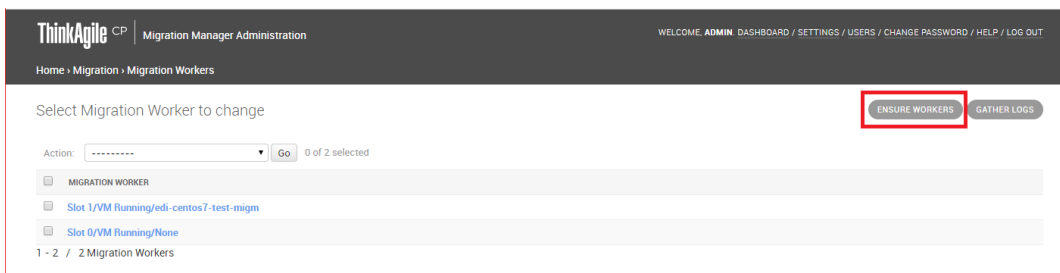 ThinkAgile CP | Migration Manager Administration
WELCOME, ADMIN. DASHBOARD / SETTINGS / USERS / CHANGE PASSWORD / HELP / LOG OUT
Home › Migration › Migration Workers
Select Migration Worker to change
ENSURE WORKERS GATHER LOGS
Action: --------- Go 0 of 2 selected
MIGRATION WORKER
Slot 1/VM Running/edi-centos7-test-migm
Slot 0/VM Running/None
1 - 2 / 2 Migration Workers